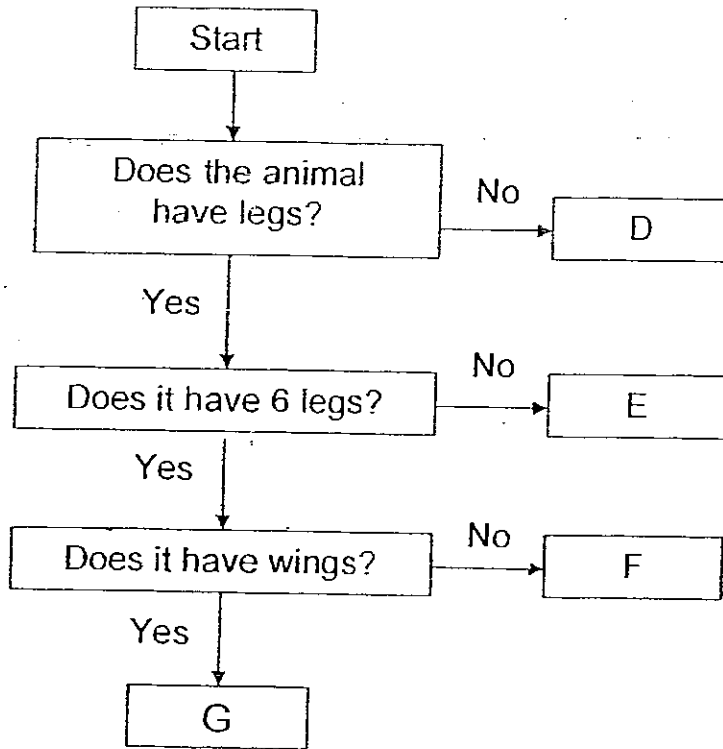 Start
Does the animal
have legs?
No
D
Yes
Does it have 6 legs?
No
E
Yes
Does it have wings?
No
F
Yes
G